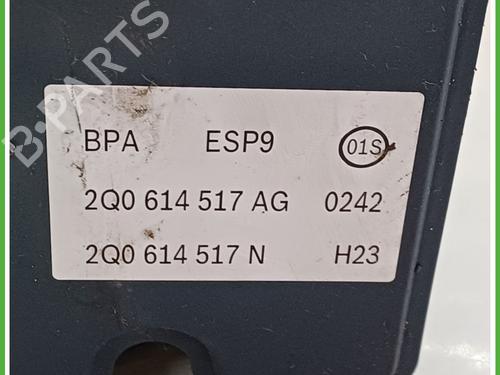 B-PARTS
BPA ESP9 01S
2Q0 614 517 AG 0242
2Q0 614 517 N H23